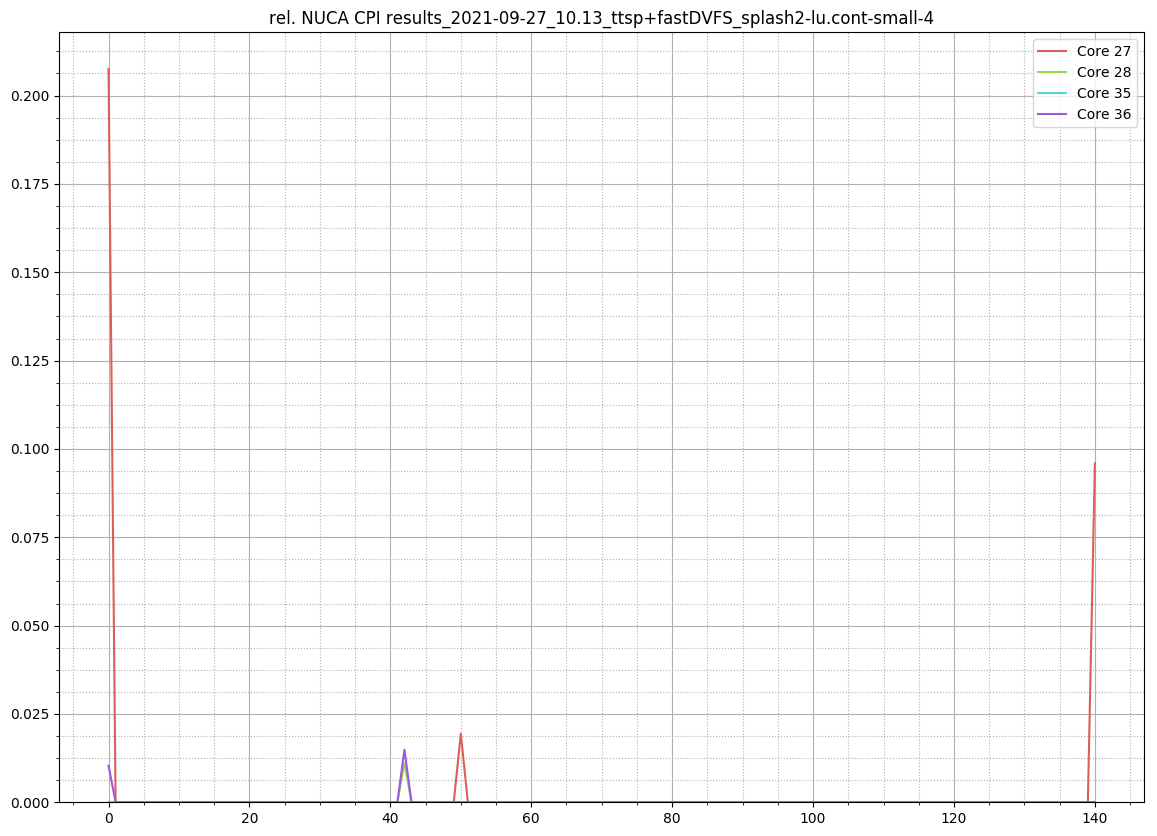 rel. NUCA CPI results_2021-09-27_10.13_ttsp+fastDVFS_splash2-lu.cont-small-4
Core 27
Core 28
Core 35
Core 36
0.200
0.175
0.150
0.125
0.100
0.075
0.050
0.025
0.000
0 20 40 60 80 100 120 140